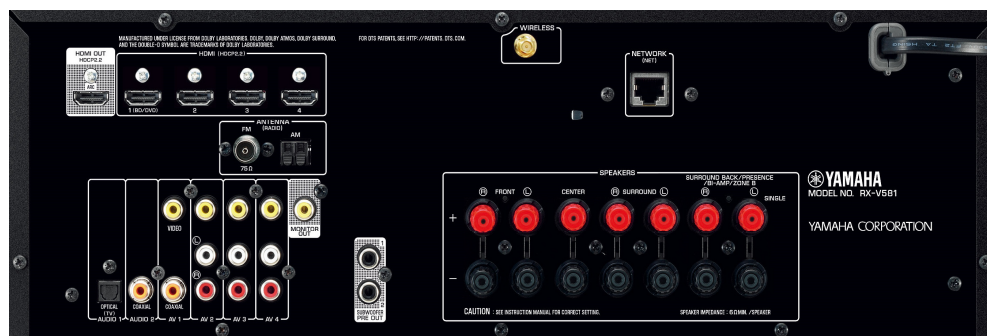 MANUFACTURED UNDER LICENSE FROM DOLBY LABORATORIES. DOLBY, DOLBY ATMOS, DOLBY SURROUND,
AND THE DOUBLE-D SYMBOL ARE TRADEMARKS OF DOLBY LABORATORIES.
FOR DTS PATENTS, SEE HTTP://PATENTS. DTS. COM.
WIRELESS
HDMI OUT
HDCP2.2
ARC
HDMI (HDCP2.2)
1 (BD/DVD)
2
3
4
NETWORK
(NET)
ANTENNA
(RADIO)
FM
AM
75Ω
VIDEO
MONITOR
OUT
L
R
OPTICAL
(TV)
COAXIAL
COAXIAL
AUDIO 1
AUDIO 2
AV 1
AV 2
AV 3
AV 4
1
2
SUBWOOFER
PRE OUT
SPEAKERS
SURROUND BACK/PRESENCE
/BI-AMP/ZONE B
R FRONT L
CENTER
R SURROUND L
R
L
SINGLE
+
−
CAUTION : SEE INSTRUCTION MANUAL FOR CORRECT SETTING.
SPEAKER IMPEDANCE : 6ΩMIN. /SPEAKER
YAMAHA
MODEL NO. RX-V581
YAMAHA CORPORATION